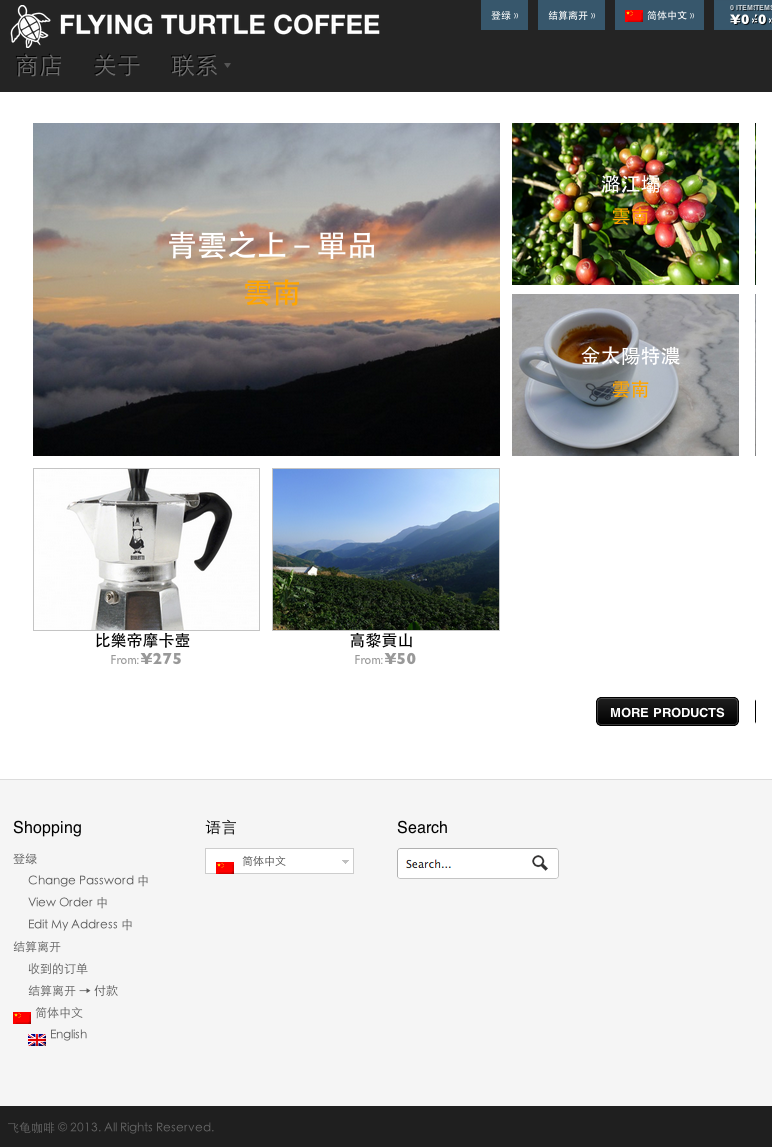 FLYING TURTLE COFFEE
登绿 »
结算离开 »
简体中文 »
0 ITEM
商店
关于
联系
青雲之上 – 單品
雲南
潞江壩
雲南
金太陽特濃
雲南
BIALETTI
比樂帝摩卡壺
From: ¥275
高黎貢山
From: ¥50
MORE PRODUCTS
Shopping
登绿
Change Password 中
View Order 中
Edit My Address 中
结算离开
收到的订单
结算离开 → 付款
简体中文
English
语言
简体中文
Search
Search...
飞龟咖啡 © 2013. All Rights Reserved.